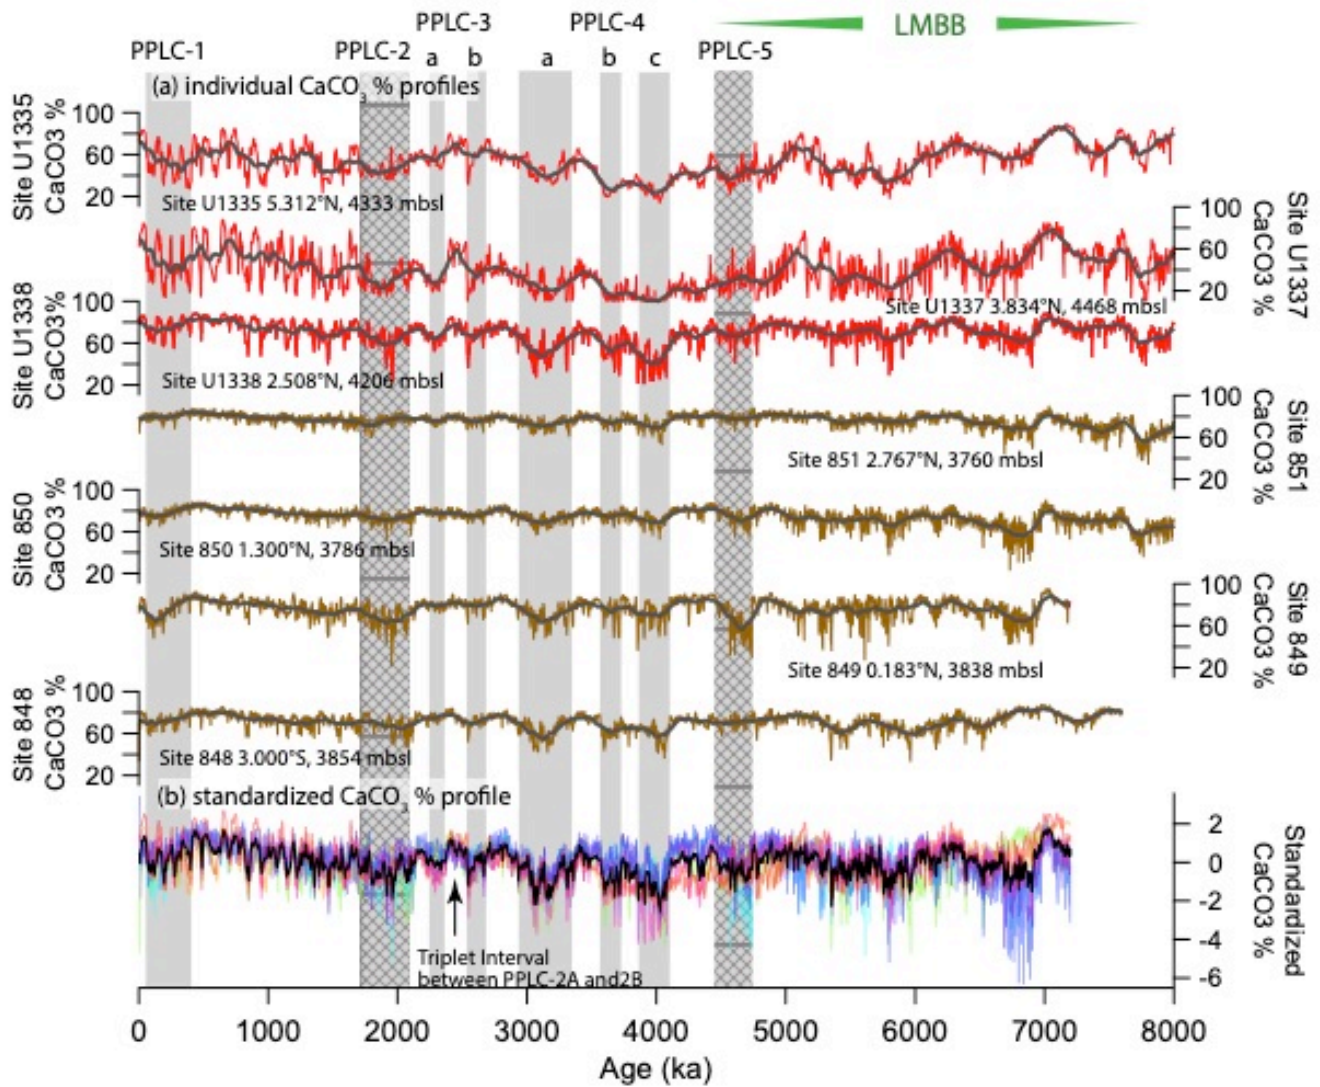 PPLC-3 PPLC-4 LMBB
PPLC-1 PPLC-2 a b a b c PPLC-5
(a) individual CaCO3 % profiles
Site U1335
CaCO3 %
100
60
20
Site U1335 5.312°N, 4333 mbsl
100
60
20
CaCO3 %
Site U1337
Site U1337 3.834°N, 4468 mbsl
Site U1338
CaCO3%
100
60
20
Site U1338 2.508°N, 4206 mbsl
100
60
20
CaCO3 %
Site 851
Site 851 2.767°N, 3760 mbsl
Site 850
CaCO3 %
100
60
20
Site 850 1.300°N, 3786 mbsl
100
60
20
CaCO3 %
Site 849
Site 849 0.183°N, 3838 mbsl
Site 848
CaCO3 %
100
60
20
Site 848 3.000°S, 3854 mbsl
(b) standardized CaCO3 % profile
2
0
-2
-4
-6
Standardized
CaCO3 %
Triplet Interval
between PPLC-2A and2B
0 1000 2000 3000 4000 5000 6000 7000 8000
Age (ka)